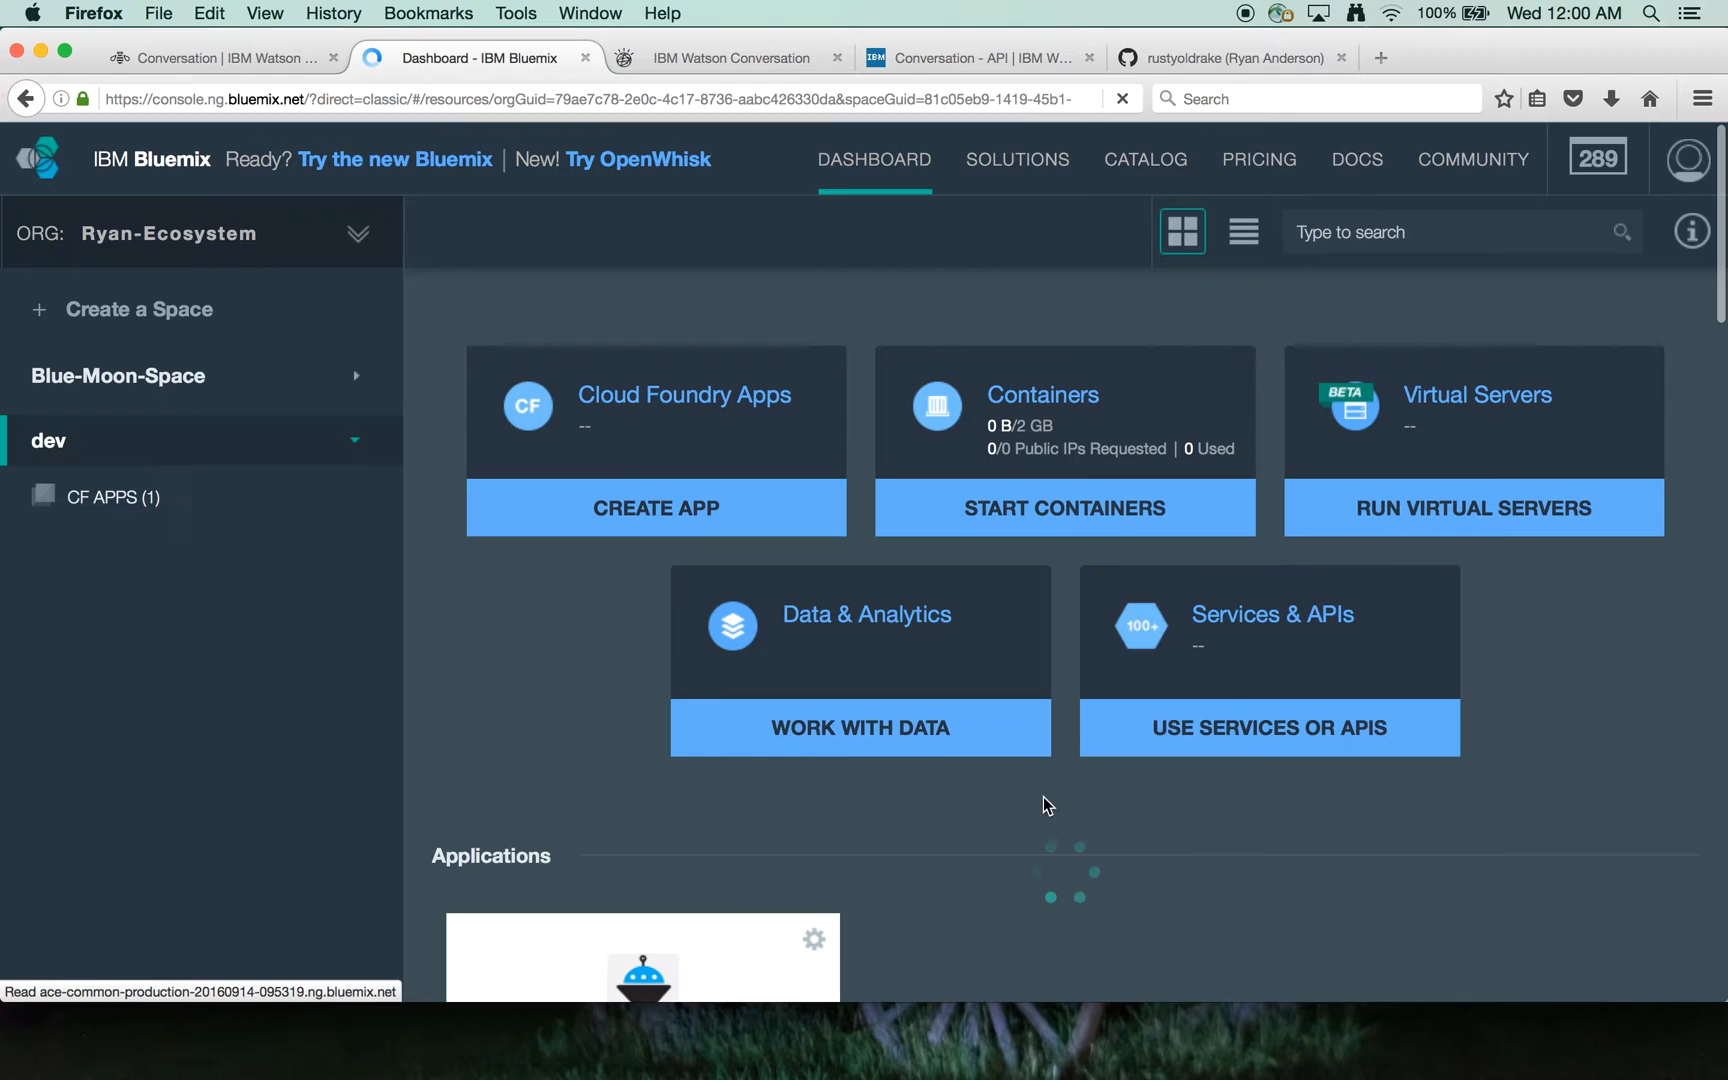 Firefox File Edit View History Bookmarks Tools Window Help 100% Wed 12:00 AM
Conversation | IBM Watson ... Dashboard - IBM Bluemix IBM Watson Conversation IBM Conversation - API | IBM W... rustyoldrake (Ryan Anderson)
https://console.ng.bluemix.net/?direct=classic/#/resources/orgGuid=79ae7c78-2e0c-4c17-8736-aabc426330da&spaceGuid=81c05eb9-1419-45b1- Search
IBM Bluemix Ready? Try the new Bluemix | New! Try OpenWhisk DASHBOARD SOLUTIONS CATALOG PRICING DOCS COMMUNITY 289
ORG: Ryan-Ecosystem Type to search
+ Create a Space
Blue-Moon-Space
dev
CF APPS (1)
CF Cloud Foundry Apps
--
CREATE APP
Containers
0 B/2 GB
0/0 Public IPs Requested | 0 Used
START CONTAINERS
BETA Virtual Servers
--
RUN VIRTUAL SERVERS
Data & Analytics
WORK WITH DATA
100+ Services & APIs
--
USE SERVICES OR APIS
Applications
Read ace-common-production-20160914-095319.ng.bluemix.net